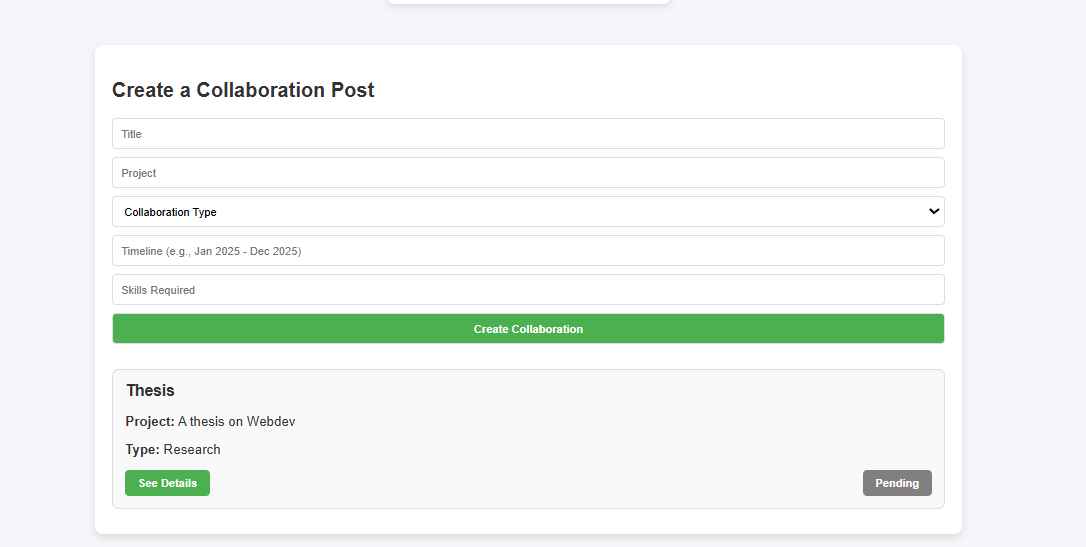 Create a Collaboration Post
Title
Project
Collaboration Type
Timeline (e.g., Jan 2025 - Dec 2025)
Skills Required
Create Collaboration
Thesis
Project: A thesis on Webdev
Type: Research
See Details
Pending